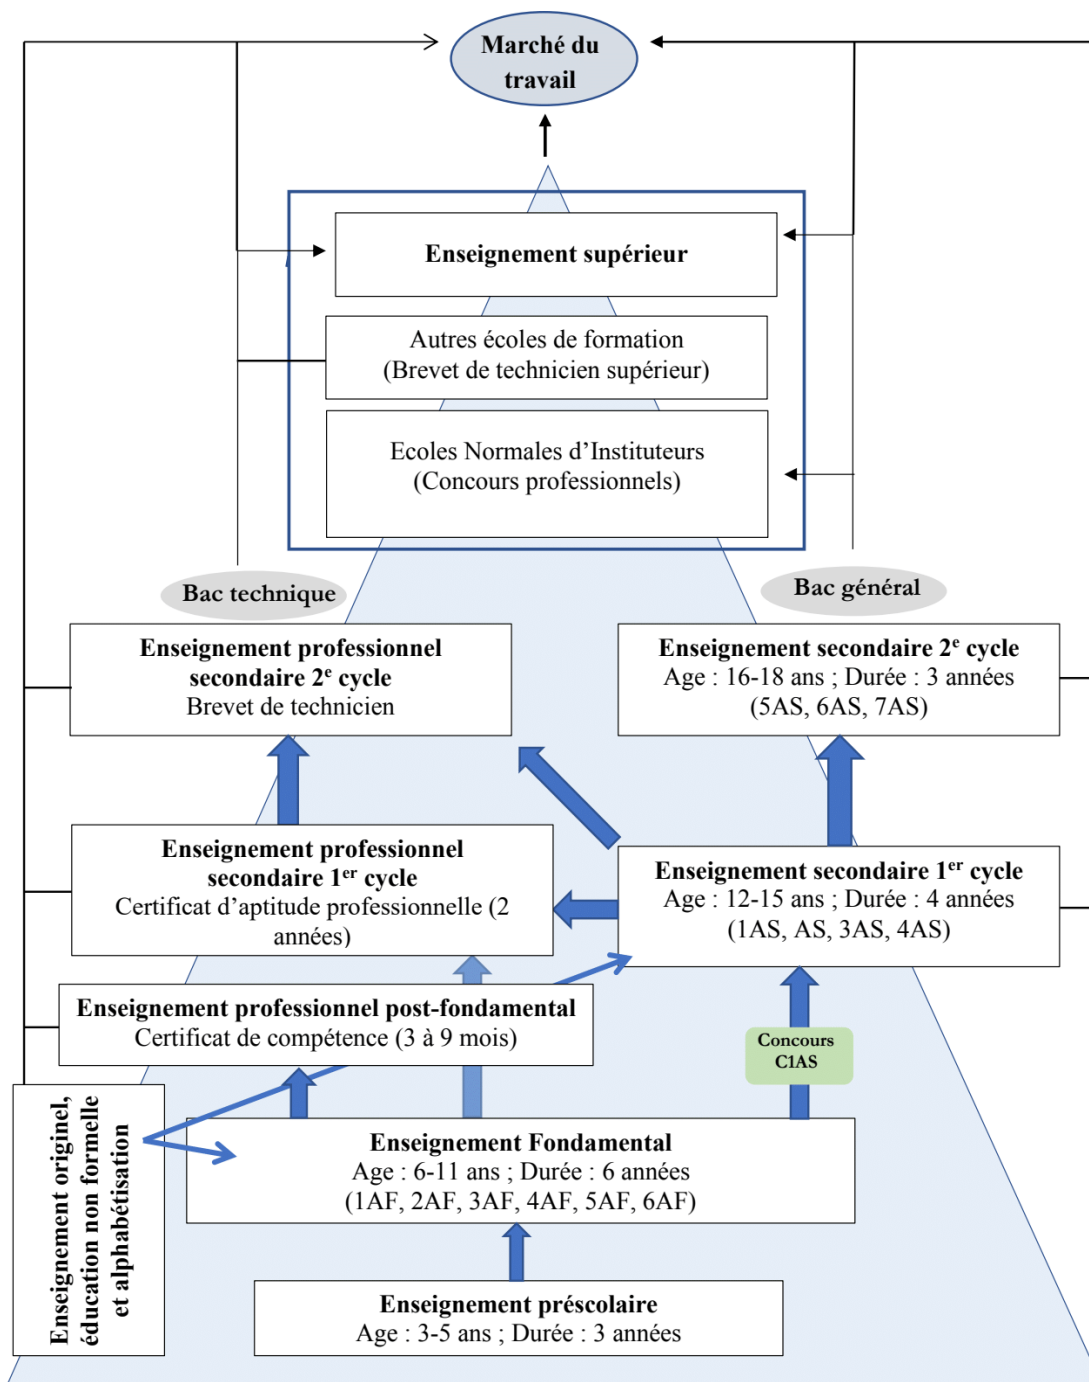 Marché du
travail
Enseignement supérieur
Autres écoles de formation
(Brevet de technicien supérieur)
Ecoles Normales d’Instituteurs
(Concours professionnels)
Bac technique
Bac général
Enseignement professionnel
secondaire 2e cycle
Brevet de technicien
Enseignement secondaire 2e cycle
Age : 16-18 ans ; Durée : 3 années
(5AS, 6AS, 7AS)
Enseignement professionnel
secondaire 1er cycle
Certificat d’aptitude professionnelle (2
années)
Enseignement secondaire 1er cycle
Age : 12-15 ans ; Durée : 4 années
(1AS, AS, 3AS, 4AS)
Enseignement professionnel post-fondamental
Certificat de compétence (3 à 9 mois)
Concours
C1AS
Enseignement originel,
éducation non formelle
et alphabétisation
Enseignement Fondamental
Age : 6-11 ans ; Durée : 6 années
(1AF, 2AF, 3AF, 4AF, 5AF, 6AF)
Enseignement préscolaire
Age : 3-5 ans ; Durée : 3 années